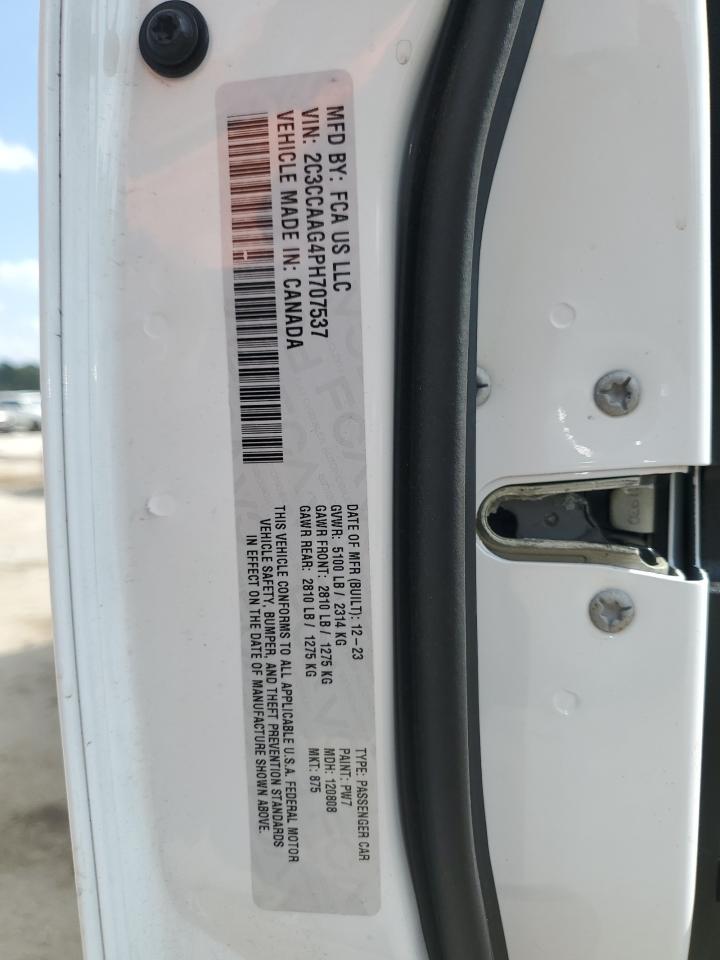 MFD BY: FCA US LLC
VIN: 2C3CCAAG4PH707537
VEHICLE MADE IN: CANADA
DATE OF MFR (BUILT): 12-23
GVWR: 5100 LB / 2314 KG
GAWR FRONT: 2810 LB / 1275 KG
GAWR REAR: 2810 LB / 1275 KG
THIS VEHICLE CONFORMS TO ALL APPLICABLE U.S.A. FEDERAL MOTOR
VEHICLE SAFETY, BUMPER, AND THEFT PREVENTION STANDARDS
IN EFFECT ON THE DATE OF MANUFACTURE SHOWN ABOVE.
TYPE: PASSENGER CAR
PAINT: PW7
MDH: 120808
MKT: 875